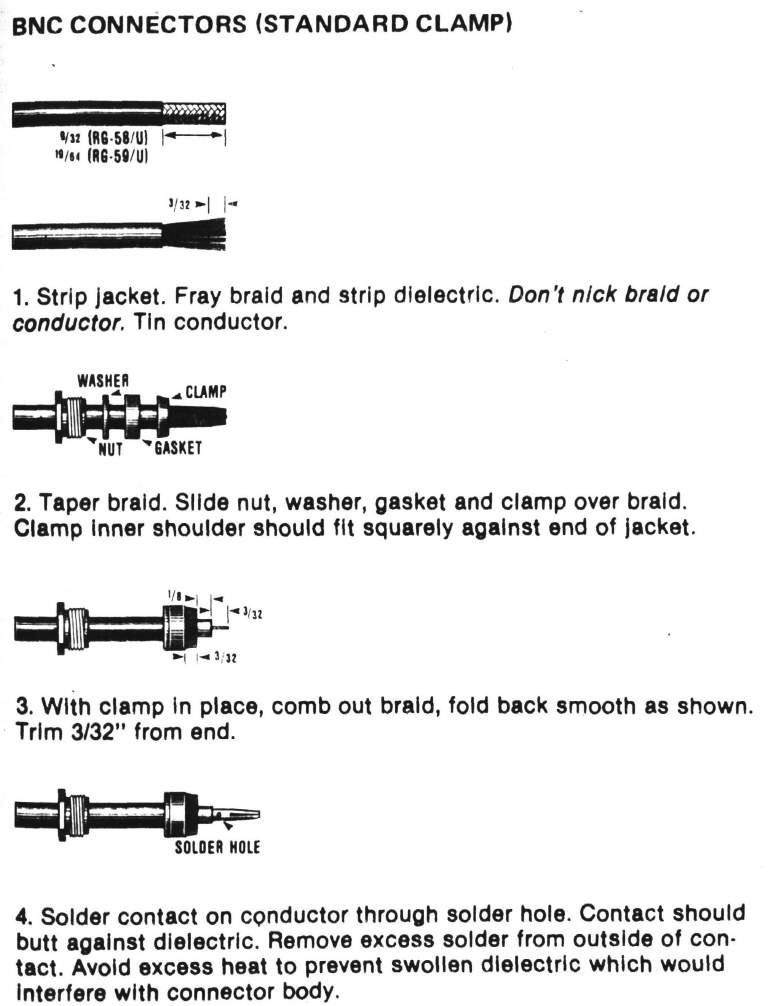 BNC CONNECTORS (STANDARD CLAMP)
9/32 (RG-58/U)
19/64 (RG-59/U)
3/32
1. Strip jacket. Fray braid and strip dielectric. Don't nick braid or
conductor. Tin conductor.
WASHER
CLAMP
NUT
GASKET
2. Taper braid. Slide nut, washer, gasket and clamp over braid.
Clamp inner shoulder should fit squarely against end of jacket.
1/8
3/32
3/32
3. With clamp in place, comb out braid, fold back smooth as shown.
Trim 3/32" from end.
SOLDER HOLE
4. Solder contact on conductor through solder hole. Contact should
butt against dielectric. Remove excess solder from outside of con-
tact. Avoid excess heat to prevent swollen dielectric which would
interfere with connector body.